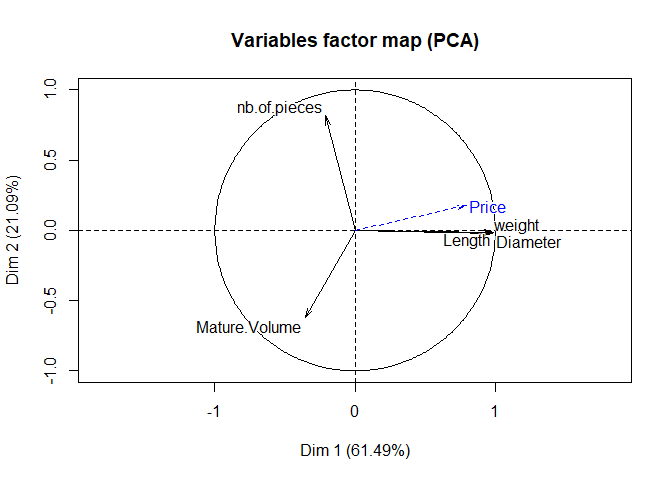 Variables factor map (PCA)
Dim 2 (21.09%)
1.0
0.5
0.0
-0.5
-1.0
nb.of.pieces
Price
weight
Length
Diameter
Mature.Volume
-1
0
1
Dim 1 (61.49%)